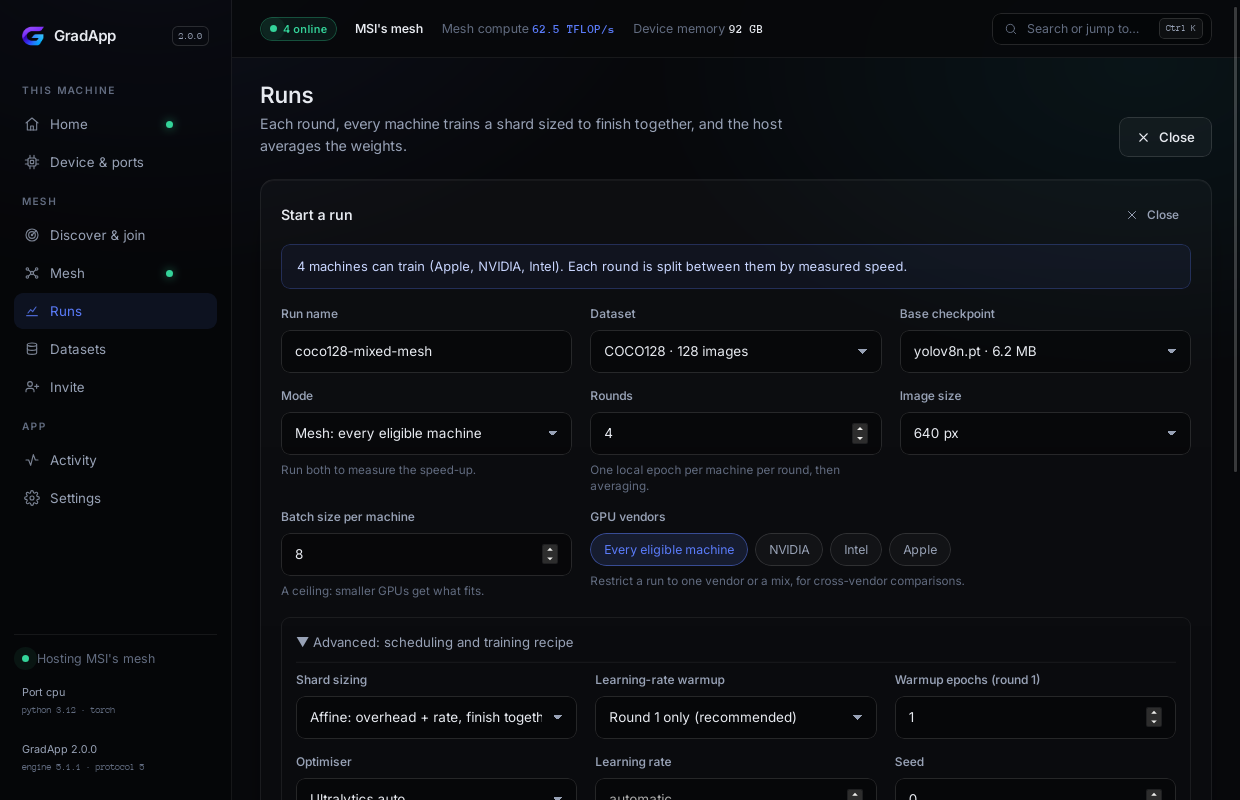 GradApp
2.0.0
4 online
MSI's mesh
Mesh compute 62.5 TFLOP/s
Device memory 92 GB
Search or jump to...
Ctrl K
THIS MACHINE
Home
Device & ports
MESH
Discover & join
Mesh
Runs
Datasets
Invite
APP
Activity
Settings
Hosting MSI's mesh
Port cpu
python 3.12 · torch
GradApp 2.0.0
engine 5.1.1 · protocol 5
Runs
Each round, every machine trains a shard sized to finish together, and the host
averages the weights.
Close
Start a run
Close
4 machines can train (Apple, NVIDIA, Intel). Each round is split between them by measured speed.
Run name
Dataset
Base checkpoint
coco128-mixed-mesh
COCO128 · 128 images
yolov8n.pt · 6.2 MB
Mode
Rounds
Image size
Mesh: every eligible machine
4
640 px
Run both to measure the speed-up.
One local epoch per machine per round, then
averaging.
Batch size per machine
GPU vendors
8
Every eligible machine
NVIDIA
Intel
Apple
A ceiling: smaller GPUs get what fits.
Restrict a run to one vendor or a mix, for cross-vendor comparisons.
Advanced: scheduling and training recipe
Shard sizing
Learning-rate warmup
Warmup epochs (round 1)
Affine: overhead + rate, finish togeth
Round 1 only (recommended)
1
Optimiser
Learning rate
Seed
Ultralytics auto
automatic
0